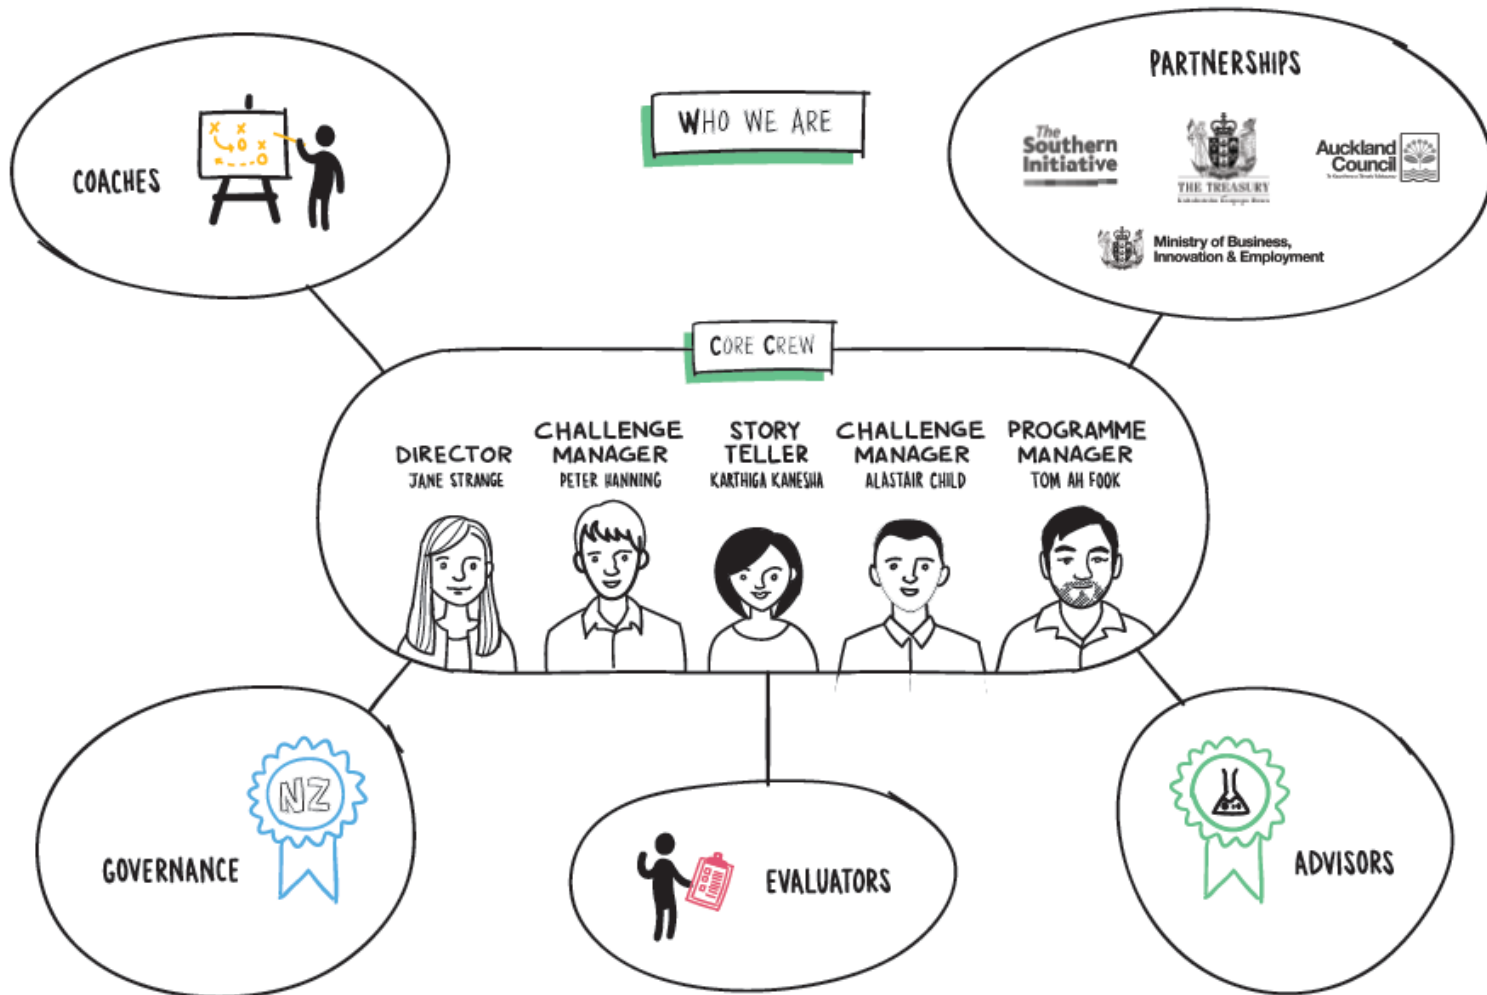 WHO WE ARE
COACHES
PARTNERSHIPS
The
Southern
Initiative
THE TREASURY
Auckland
Council
Ministry of Business,
Innovation & Employment
CORE CREW
DIRECTOR
JANE STRANGE
CHALLENGE
MANAGER
PETER HANNING
STORY
TELLER
KARTHIGA KANESHA
CHALLENGE
MANAGER
ALASTAIR CHILD
PROGRAMME
MANAGER
TOM AH FOOK
GOVERNANCE
NZ
EVALUATORS
ADVISORS